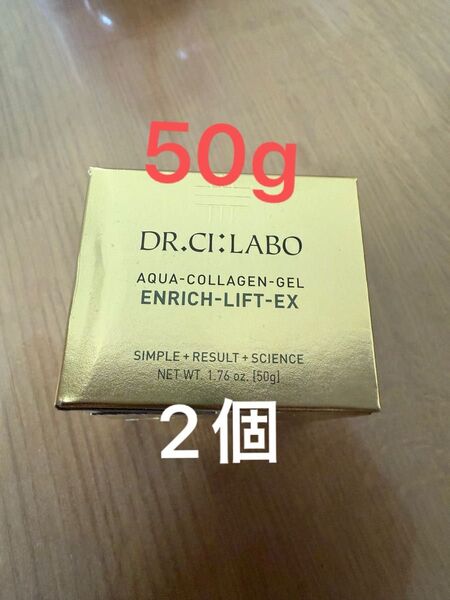 50g
DR.CI:LABO
AQUA-COLLAGEN-GEL
ENRICH-LIFT-EX
SIMPLE+RESULT+SCIENCE
NET WT. 1.76 oz. [50g]
2個